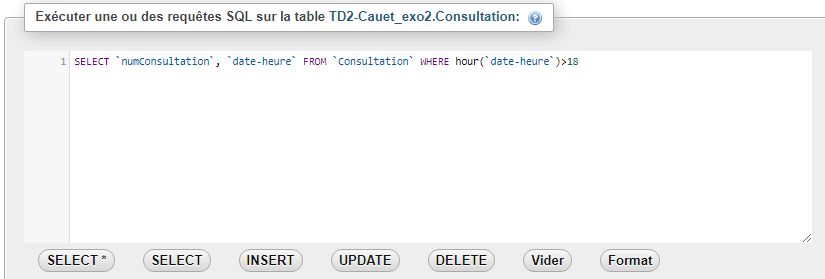 Exécuter une ou des requêtes SQL sur la table TD2-Cauet_exo2.Consultation:
1 SELECT `numConsultation`, `date-heure` FROM `Consultation` WHERE hour(`date-heure`)>18
SELECT * SELECT INSERT UPDATE DELETE Vider Format